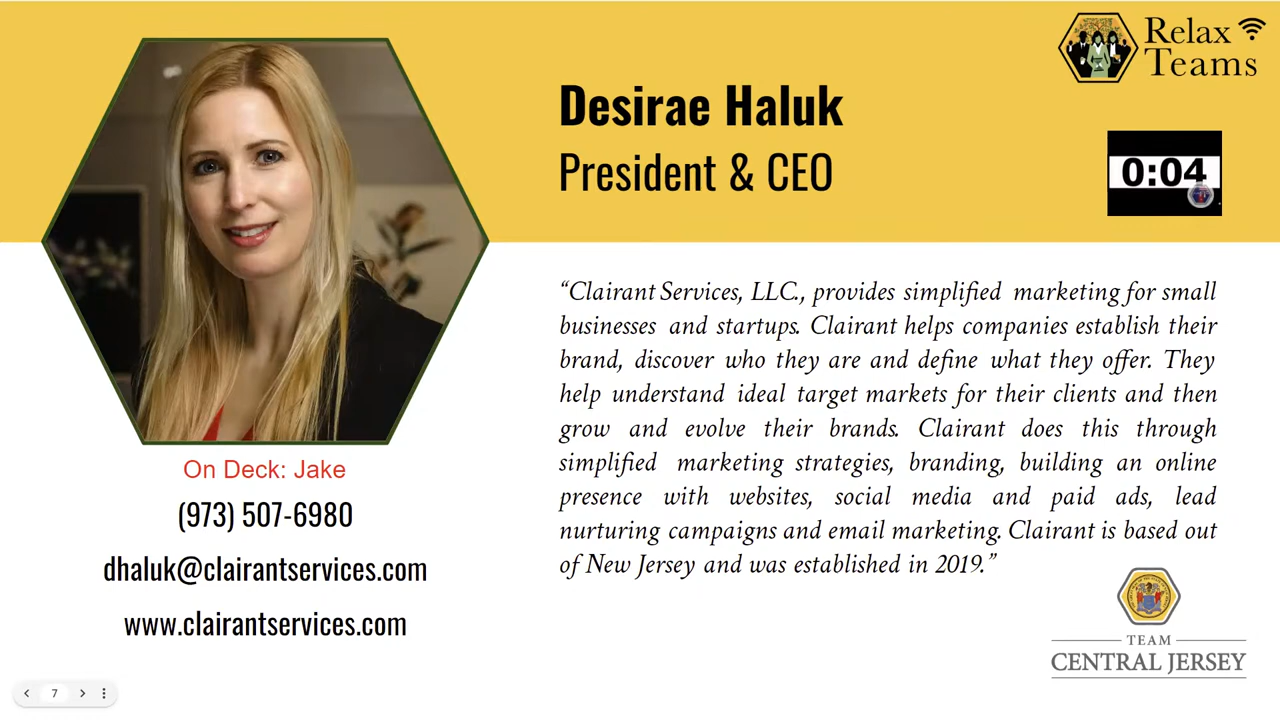 Relax
Teams
Desirae Haluk
President & CEO
0:04
“Clairant Services, LLC., provides simplified marketing for small
businesses and startups. Clairant helps companies establish their
brand, discover who they are and define what they offer. They
help understand ideal target markets for their clients and then
grow and evolve their brands. Clairant does this through
simplified marketing strategies, branding, building an online
presence with websites, social media and paid ads, lead
nurturing campaigns and email marketing. Clairant is based out
of New Jersey and was established in 2019.”
On Deck: Jake
(973) 507-6980
dhaluk@clairantservices.com
www.clairantservices.com
TEAM
CENTRAL JERSEY
7